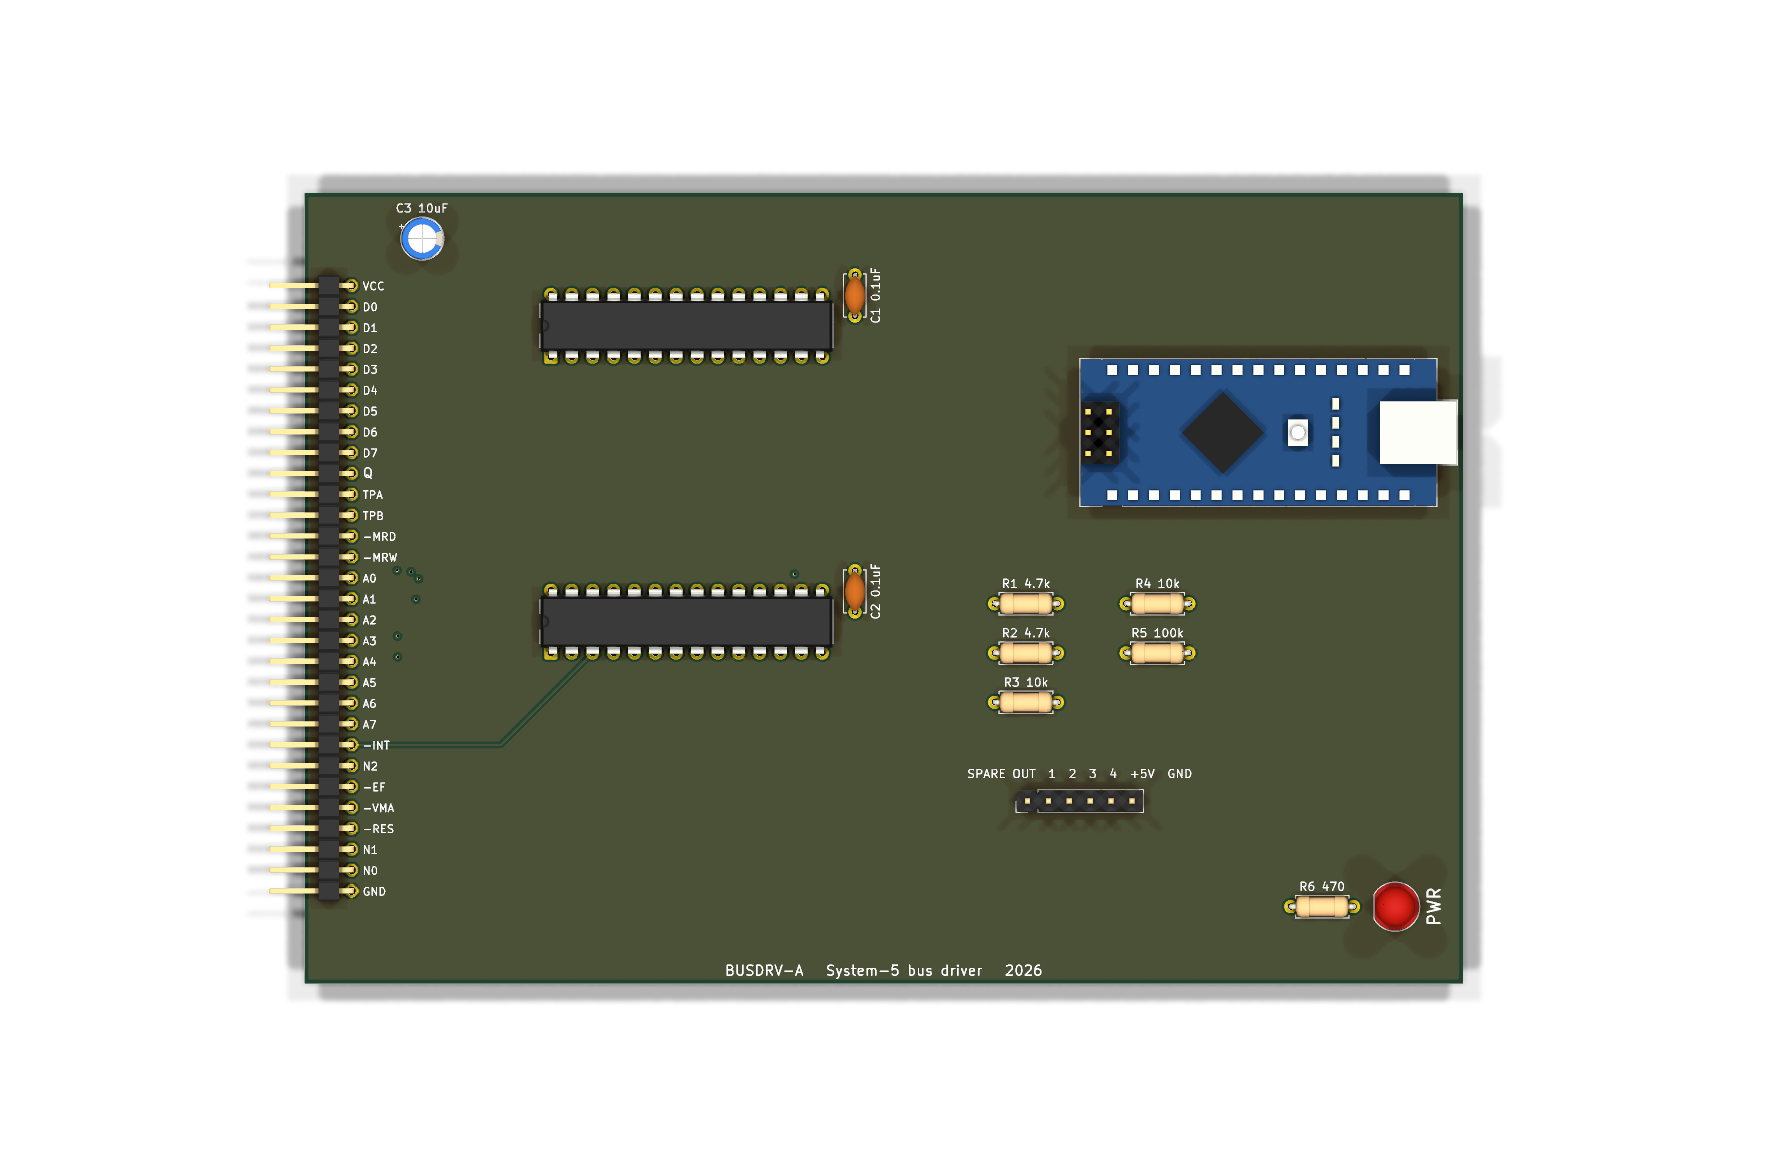 C3 10uF
+
VCC
D0
D1
D2
D3
D4
D5
D6
D7
Q
TPA
TPB
-MRD
-MRW
A0
A1
A2
A3
A4
A5
A6
A7
-INT
N2
-EF
-VMA
-RES
N1
N0
GND
C1 0.1uF
C2 0.1uF
R1 4.7k
R4 10k
R2 4.7k
R5 100k
R3 10k
SPARE OUT 1 2 3 4 +5V GND
R6 470
PWR
BUSDRV-A System-5 bus driver 2026